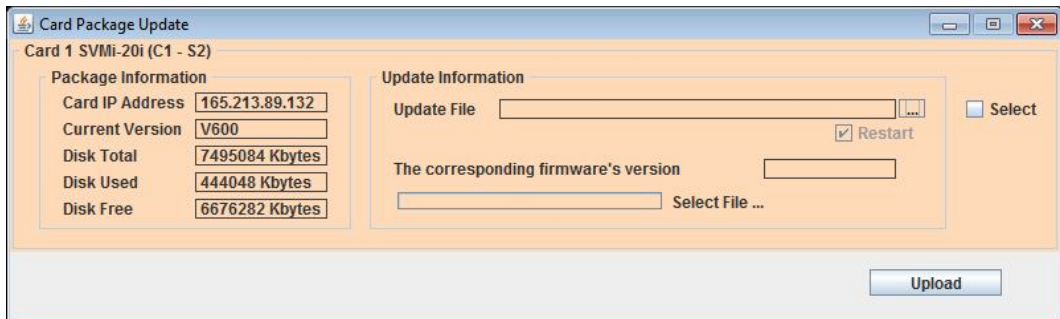 Card Package Update
Card 1 SVMi-20i (C1 - S2)
Package Information
Card IP Address 165.213.89.132
Current Version V600
Disk Total 7495084 Kbytes
Disk Used 444048 Kbytes
Disk Free 6676282 Kbytes
Update Information
Update File ...
Restart
The corresponding firmware's version
Select File ...
Select
Upload